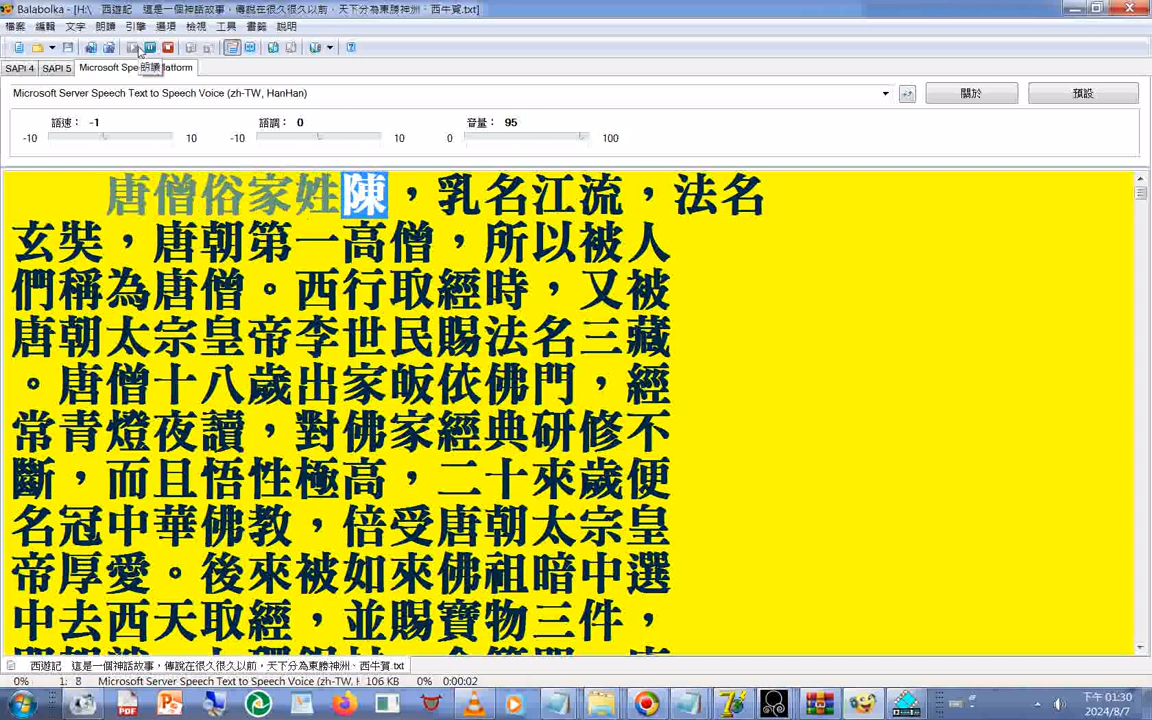 Balabolka - [H:\ 西遊記 這是一個神話故事，傳說在很久很久以前，天下分為東勝神洲、西牛賀.txt]
檔案 編輯 文字 朗讀 引擎 選項 檢視 工具 書籤 說明
SAPI 4 SAPI 5 Microsoft Spe 朗讀 latform
Microsoft Server Speech Text to Speech Voice (zh-TW, HanHan) 關於 預設
語速： -1 語調： 0 音量： 95
-10 10 -10 10 0 100
唐僧俗家姓陳，乳名江流，法名
玄奘，唐朝第一高僧，所以被人
們稱為唐僧。西行取經時，又被
唐朝太宗皇帝李世民賜法名三藏
。唐僧十八歲出家皈依佛門，經
常青燈夜讀，對佛家經典研修不
斷，而且悟性極高，二十來歲便
名冠中華佛教，倍受唐朝太宗皇
帝厚愛。後來被如來佛祖暗中選
中去西天取經，並賜寶物三件，
西遊記 這是一個神話故事，傳說在很久很久以前，天下分為東勝神洲、西牛賀.txt
0% 1: 8 Microsoft Server Speech Text to Speech Voice (zh-TW, H 106 KB 0% 0:00:02
下午 01:30
2024/8/7